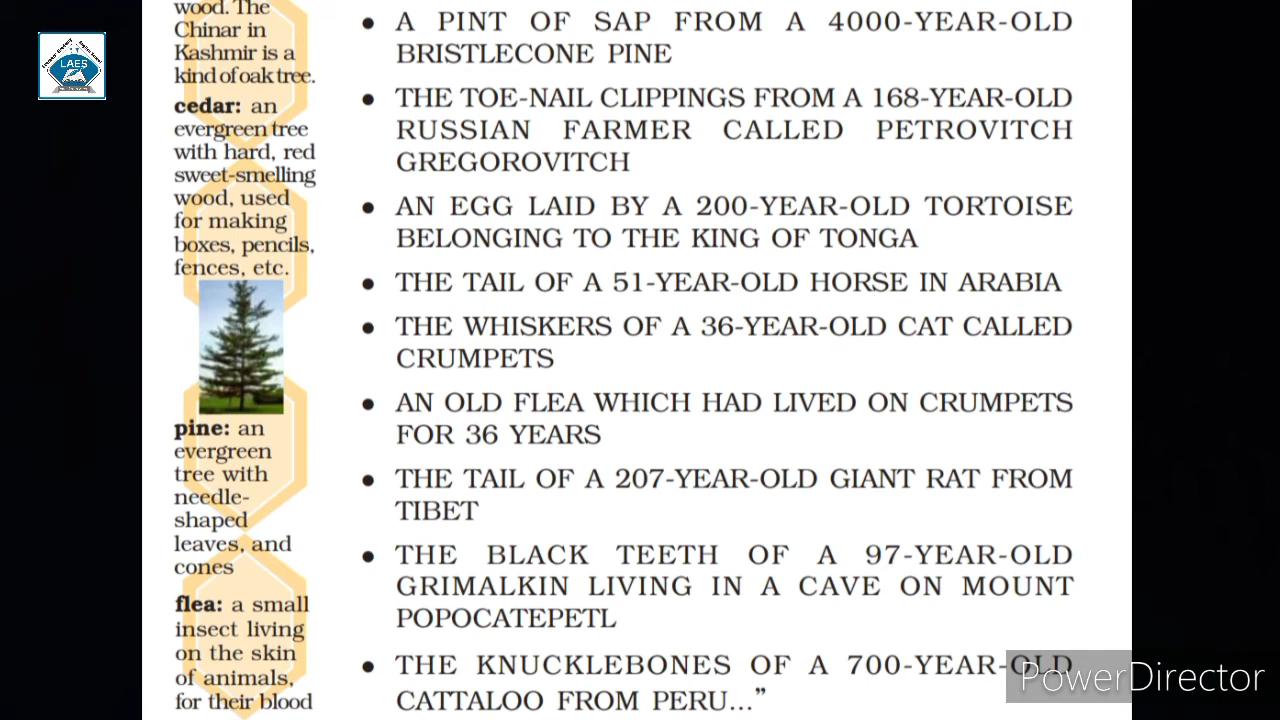 LAES
wood. The
Chinar in
Kashmir is a
kind of oak tree.
cedar: an
evergreen tree
with hard, red
sweet-smelling
wood, used
for making
boxes, pencils,
fences, etc.
pine: an
evergreen
tree with
needle-
shaped
leaves, and
cones
flea: a small
insect living
on the skin
of animals,
for their blood
• A PINT OF SAP FROM A 4000-YEAR-OLD
BRISTLECONE PINE
• THE TOE-NAIL CLIPPINGS FROM A 168-YEAR-OLD
RUSSIAN FARMER CALLED PETROVITCH
GREGOROVITCH
• AN EGG LAID BY A 200-YEAR-OLD TORTOISE
BELONGING TO THE KING OF TONGA
• THE TAIL OF A 51-YEAR-OLD HORSE IN ARABIA
• THE WHISKERS OF A 36-YEAR-OLD CAT CALLED
CRUMPETS
• AN OLD FLEA WHICH HAD LIVED ON CRUMPETS
FOR 36 YEARS
• THE TAIL OF A 207-YEAR-OLD GIANT RAT FROM
TIBET
• THE BLACK TEETH OF A 97-YEAR-OLD
GRIMALKIN LIVING IN A CAVE ON MOUNT
POPOCATEPETL
• THE KNUCKLEBONES OF A 700-YEAR-OLD
CATTALOO FROM PERU...”
PowerDirector